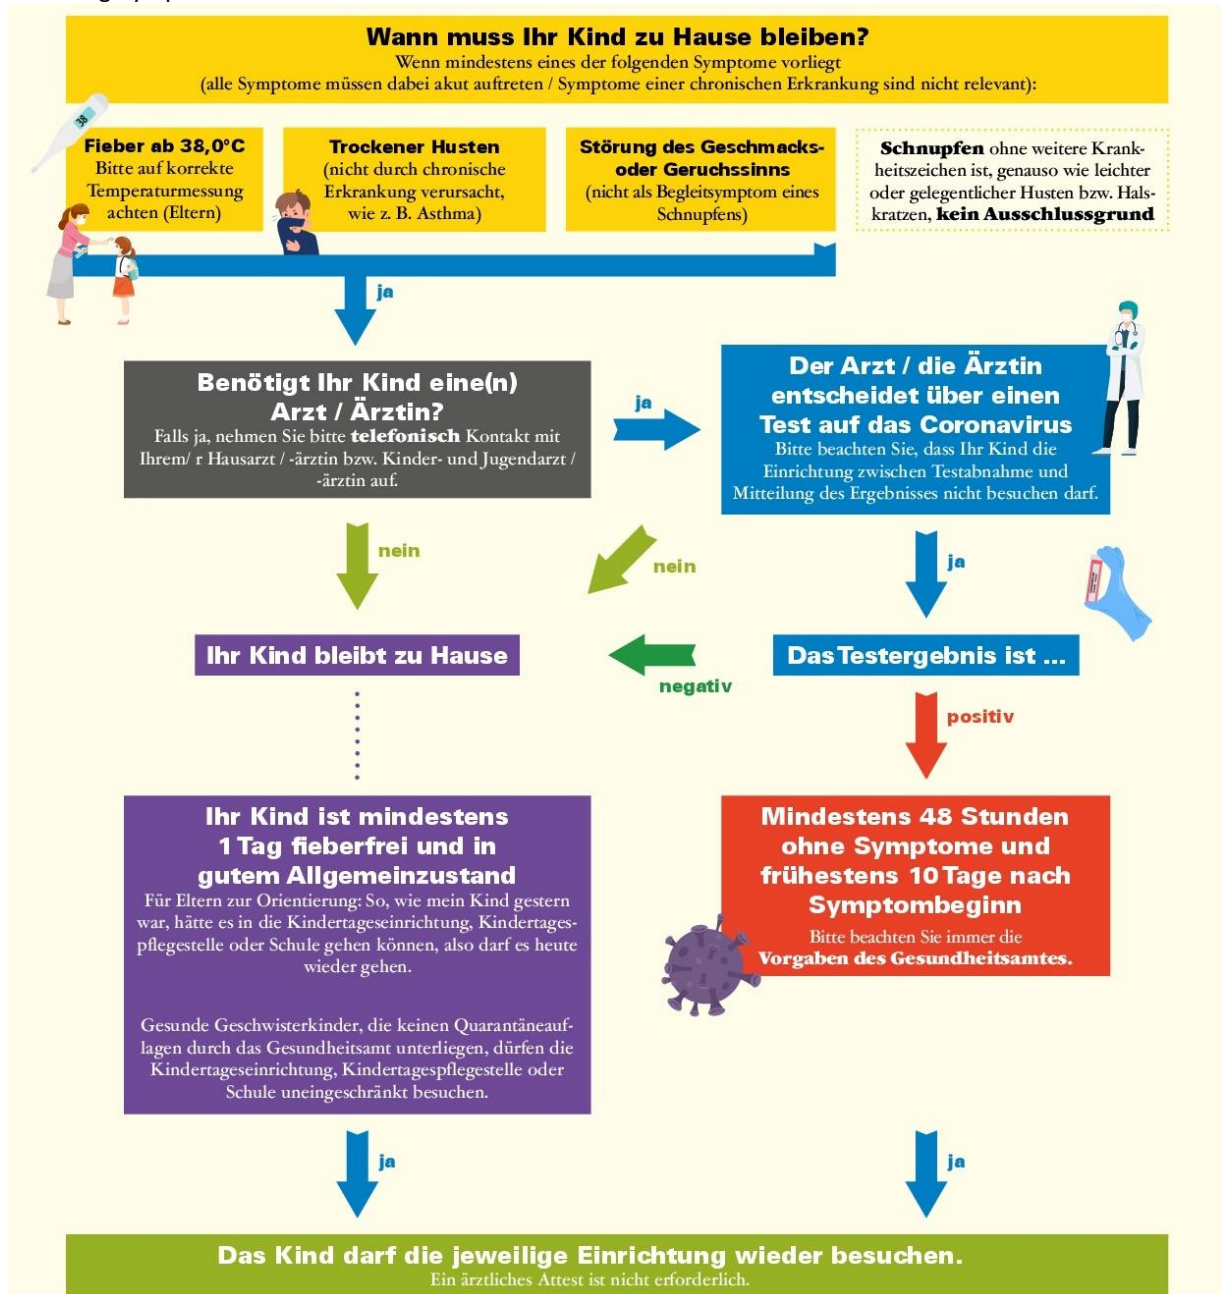 Wann muss Ihr Kind zu Hause bleiben?
Wenn mindestens eines der folgenden Symptome vorliegt
(alle Symptome müssen dabei akut auftreten / Symptome einer chronischen Erkrankung sind nicht relevant):
38
Fieber ab 38,0°C
Bitte auf korrekte
Temperaturmessung
achten (Eltern)
Trockener Husten
(nicht durch chronische
Erkrankung verursacht,
wie z. B. Asthma)
Störung des Geschmacks-
oder Geruchssinns
(nicht als Begleitsymptom eines
Schnupfens)
Schnupfen ohne weitere Krank-
heitszeichen ist, genauso wie leichter
oder gelegentlicher Husten bzw. Hals-
kratzen, kein Ausschlussgrund
ja
Benötigt Ihr Kind eine(n)
Arzt / Ärztin?
Falls ja, nehmen Sie bitte telefonisch Kontakt mit
Ihrem/ r Hausarzt / -ärztin bzw. Kinder- und Jugendarzt /
-ärztin auf.
ja
Der Arzt / die Ärztin
entscheidet über einen
Test auf das Coronavirus
Bitte beachten Sie, dass Ihr Kind die
Einrichtung zwischen Testabnahme und
Mitteilung des Ergebnisses nicht besuchen darf.
nein
nein
ja
Ihr Kind bleibt zu Hause
negativ
Das Testergebnis ist ...
positiv
Ihr Kind ist mindestens
1 Tag fieberfrei und in
gutem Allgemeinzustand
Für Eltern zur Orientierung: So, wie mein Kind gestern
war, hätte es in die Kindertageseinrichtung, Kindertages-
pflegestelle oder Schule gehen können, also darf es heute
wieder gehen.
Gesunde Geschwisterkinder, die keinen Quarantäneauf-
lagen durch das Gesundheitsamt unterliegen, dürfen die
Kindertageseinrichtung, Kindertagespflegestelle oder
Schule uneingeschränkt besuchen.
Mindestens 48 Stunden
ohne Symptome und
frühestens 10 Tage nach
Symptombeginn
Bitte beachten Sie immer die
Vorgaben des Gesundheitsamtes.
ja
ja
Das Kind darf die jeweilige Einrichtung wieder besuchen.
Ein ärztliches Attest ist nicht erforderlich.